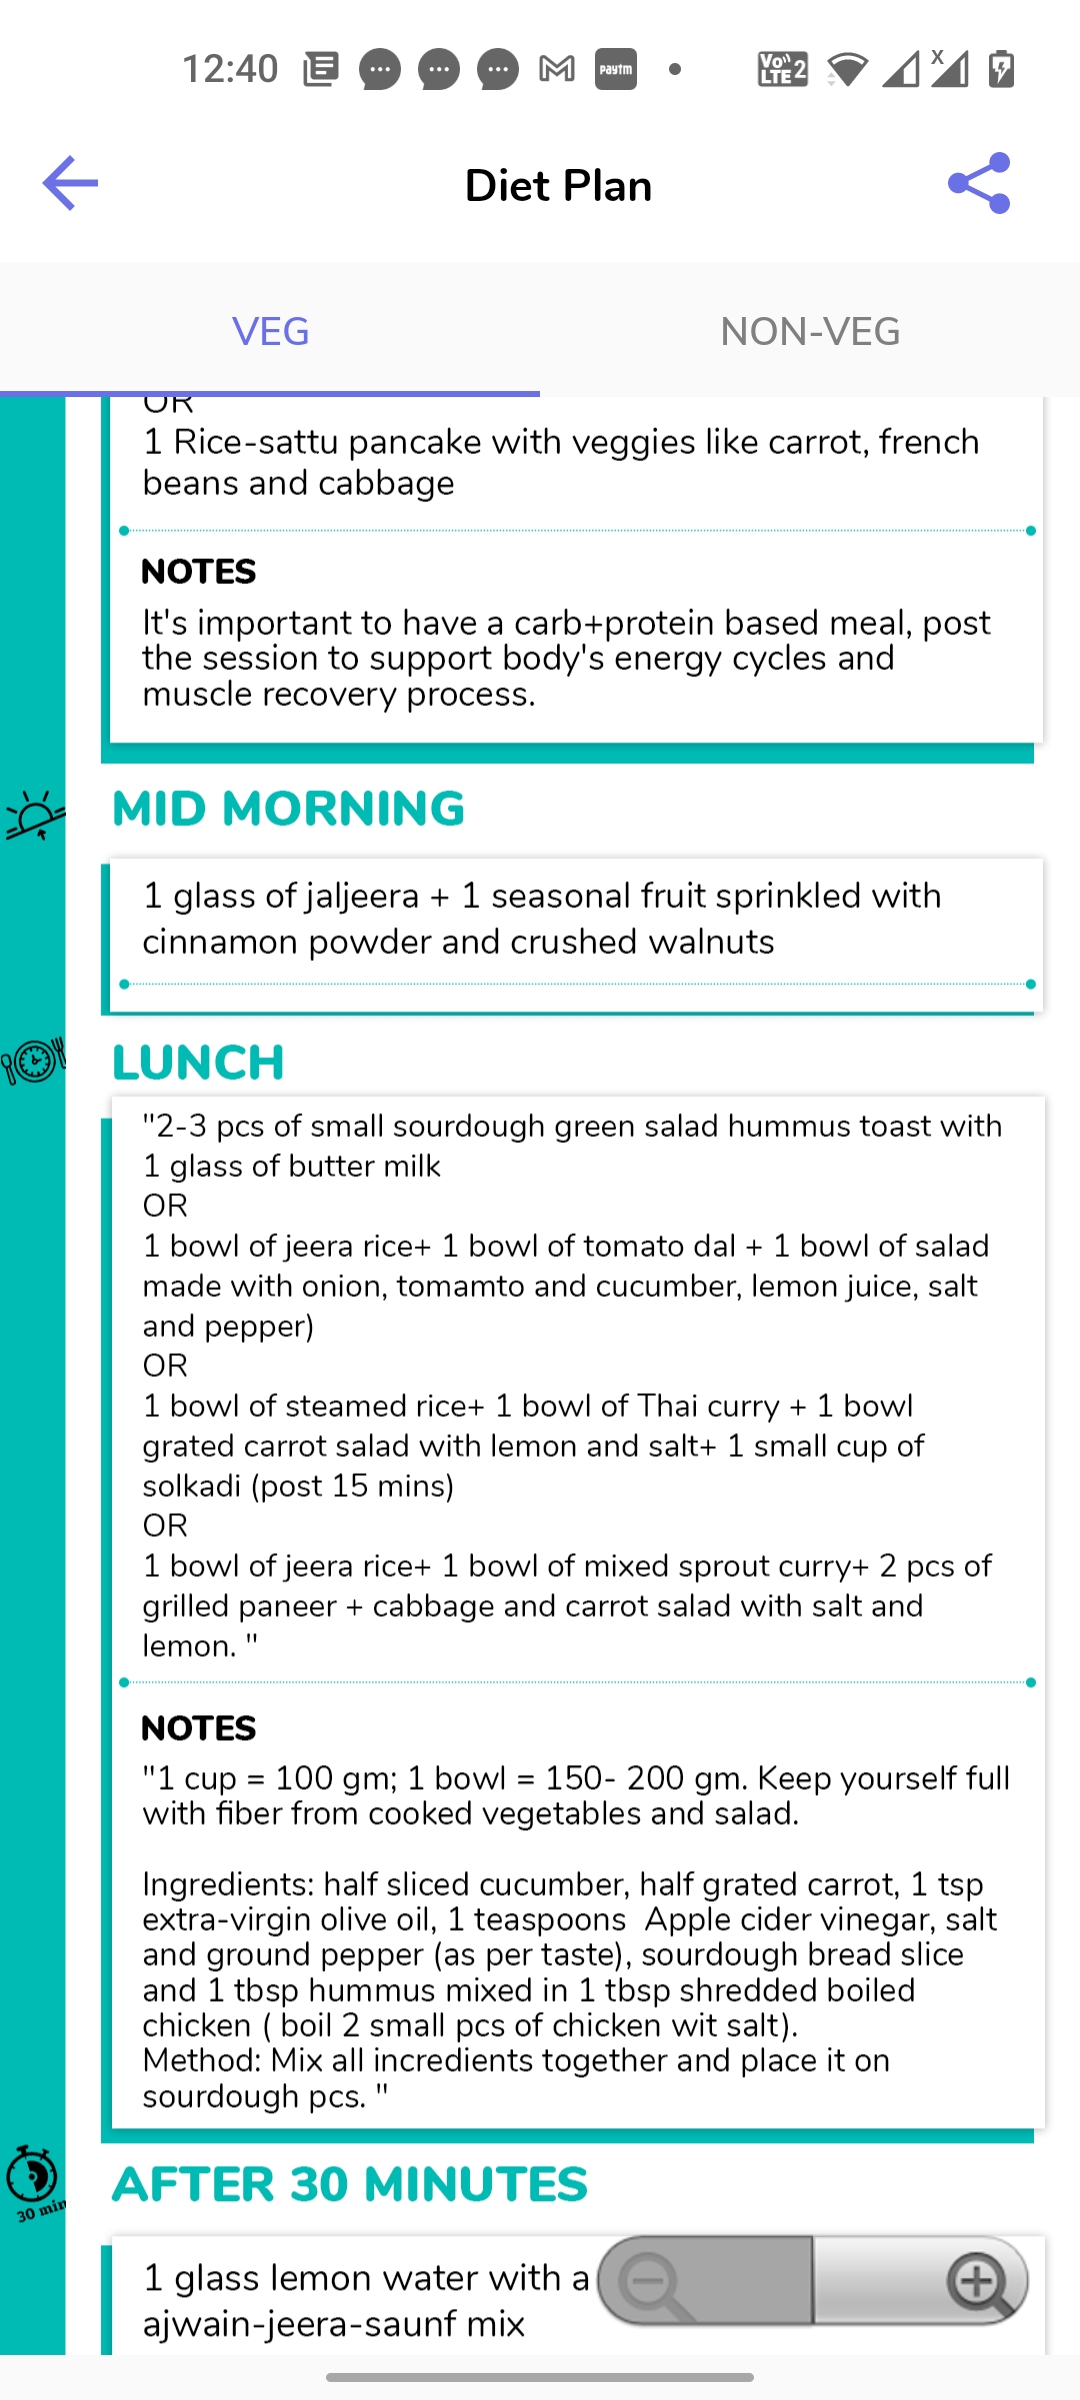 12:40
Paytm
Vo LTE 2
x
Diet Plan
VEG
NON-VEG
OR
1 Rice-sattu pancake with veggies like carrot, french
beans and cabbage
NOTES
It's important to have a carb+protein based meal, post
the session to support body's energy cycles and
muscle recovery process.
MID MORNING
1 glass of jaljeera + 1 seasonal fruit sprinkled with
cinnamon powder and crushed walnuts
LUNCH
"2-3 pcs of small sourdough green salad hummus toast with
1 glass of butter milk
OR
1 bowl of jeera rice+ 1 bowl of tomato dal + 1 bowl of salad
made with onion, tomamto and cucumber, lemon juice, salt
and pepper)
OR
1 bowl of steamed rice+ 1 bowl of Thai curry + 1 bowl
grated carrot salad with lemon and salt+ 1 small cup of
solkadi (post 15 mins)
OR
1 bowl of jeera rice+ 1 bowl of mixed sprout curry+ 2 pcs of
grilled paneer + cabbage and carrot salad with salt and
lemon. "
NOTES
"1 cup = 100 gm; 1 bowl = 150- 200 gm. Keep yourself full
with fiber from cooked vegetables and salad.
Ingredients: half sliced cucumber, half grated carrot, 1 tsp
extra-virgin olive oil, 1 teaspoons  Apple cider vinegar, salt
and ground pepper (as per taste), sourdough bread slice
and 1 tbsp hummus mixed in 1 tbsp shredded boiled
chicken ( boil 2 small pcs of chicken wit salt).
Method: Mix all incredients together and place it on
sourdough pcs. "
30 min
AFTER 30 MINUTES
1 glass lemon water with a
ajwain-jeera-saunf mix